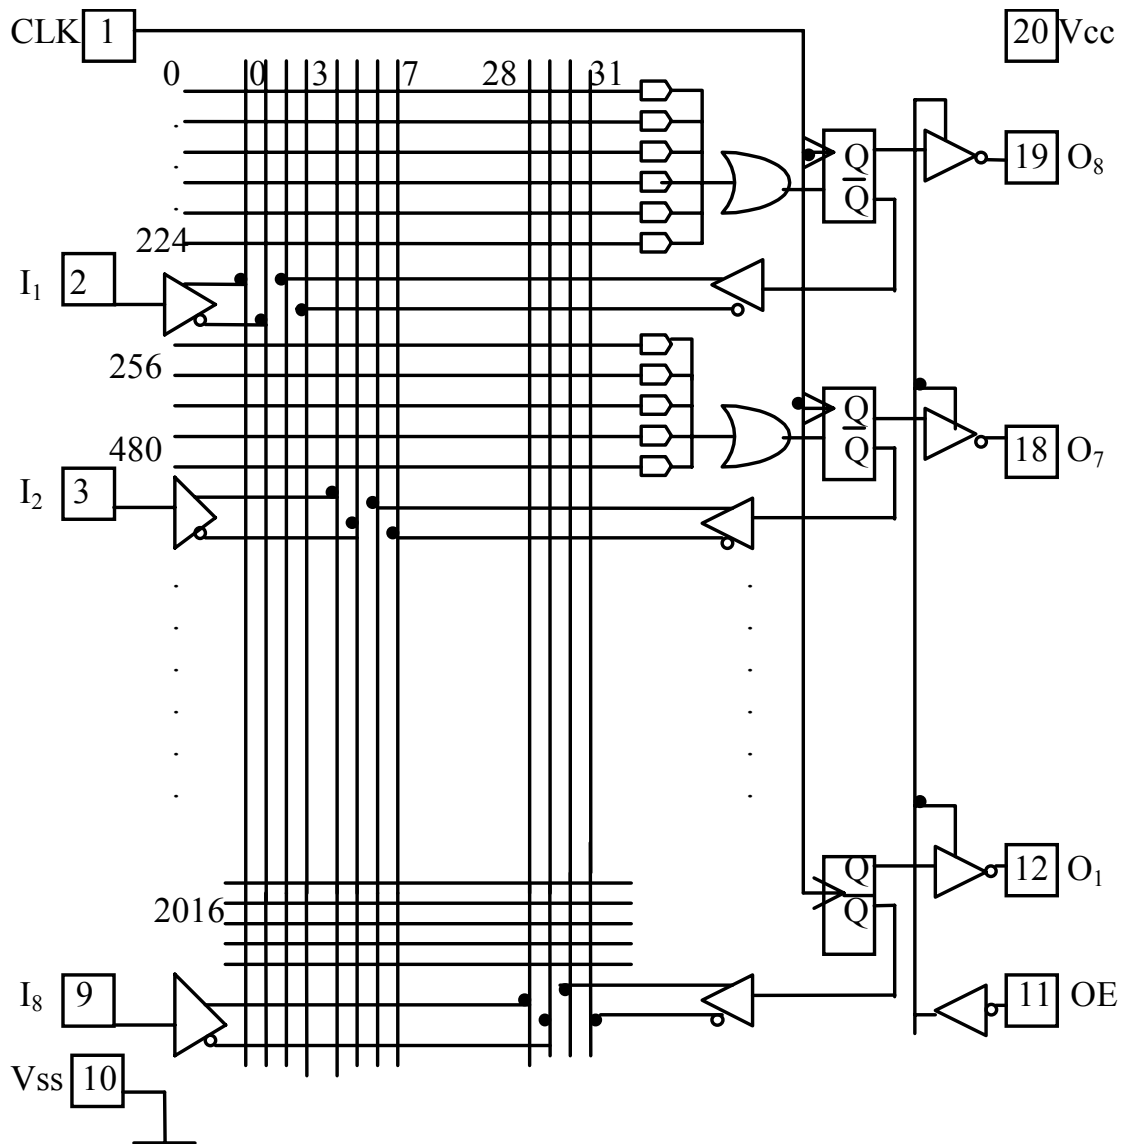 CLK 1
20 Vcc
0 0 3 7 28 31
Q
Q̅
19 O₈
224
I₁ 2
256
Q
Q̅
18 O₇
480
I₂ 3
Q
Q̅
12 O₁
2016
I₈ 9
11 OE
Vss 10